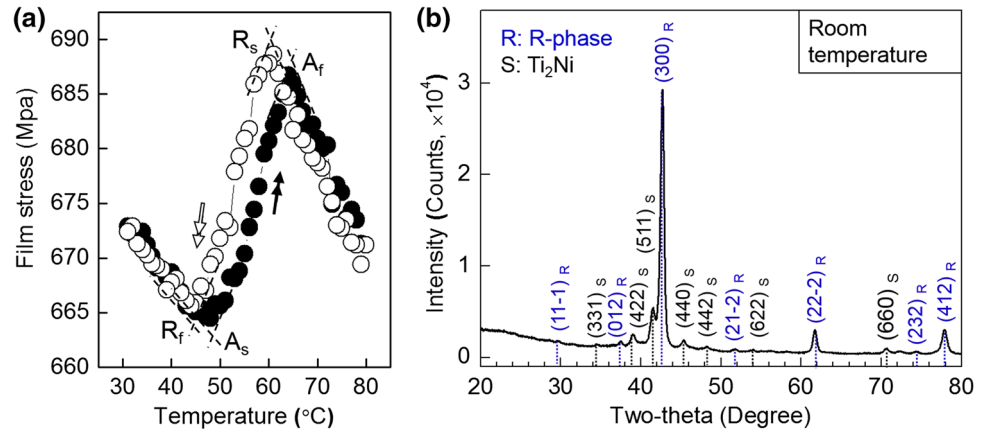 (a)
Film stress (Mpa)
690
685
680
675
670
665
660
Rs
Af
Rf
As
30 40 50 60 70 80
Temperature (°C)
(b)
R: R-phase
S: Ti2Ni
Room
temperature
Intensity (Counts, ×10⁴)
3
2
1
0
(11-1) R
(331) S
(012) R
(422) S
(511) S
(300) R
(440) S
(442) S
(21-2) R
(622) S
(22-2) R
(660) S
(232) R
(412) R
20 30 40 50 60 70 80
Two-theta (Degree)